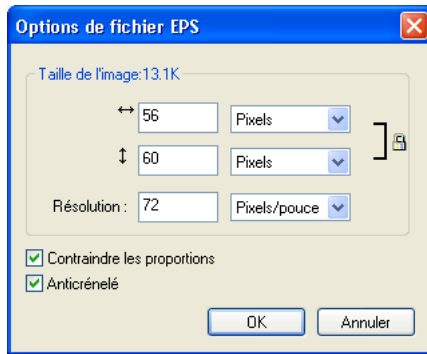 Options de fichier EPS
Taille de l'image:13.1K
56 Pixels
60 Pixels
Résolution : 72 Pixels/pouce
Contraindre les proportions
Anticrénelé
OK Annuler